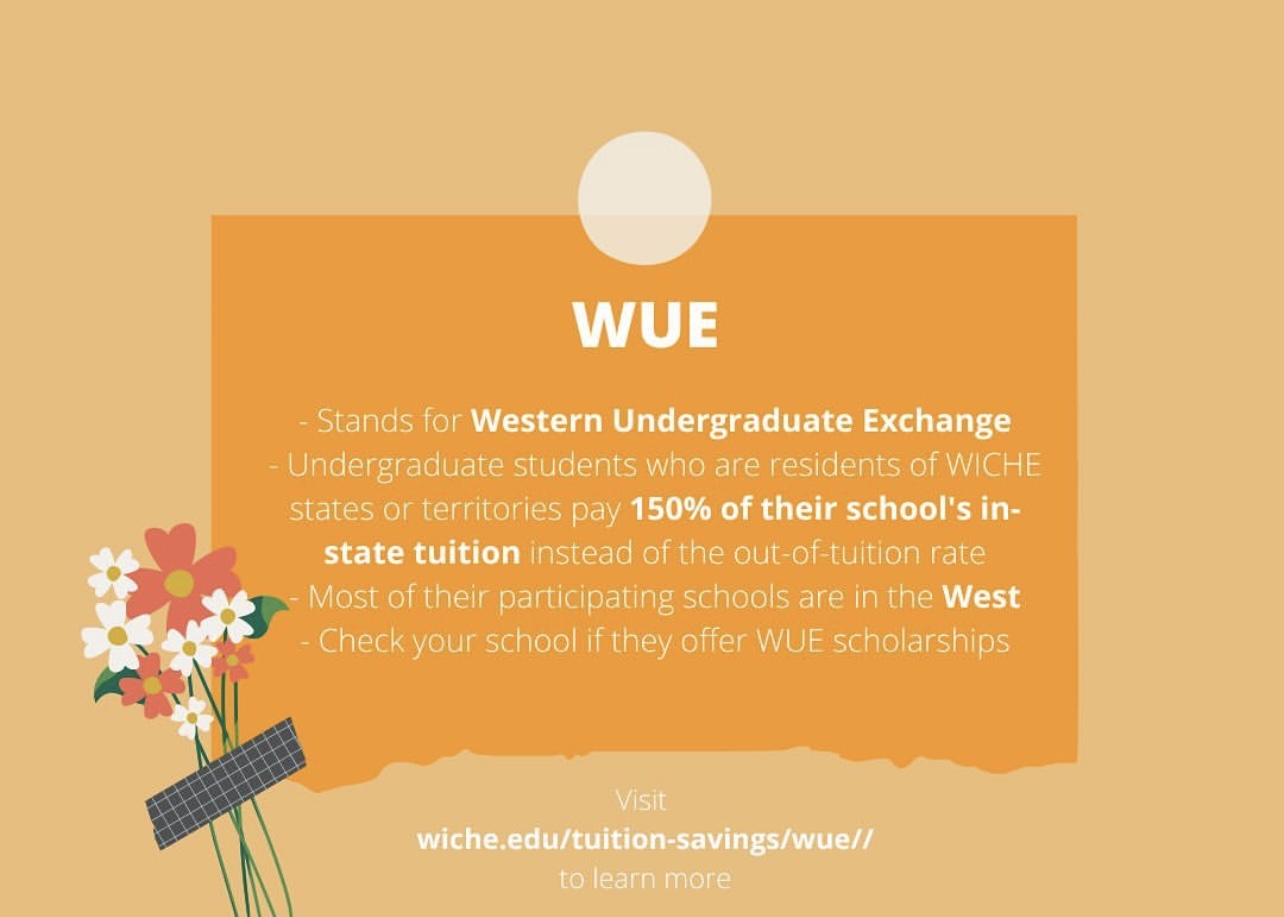 WUE
- Stands for Western Undergraduate Exchange
- Undergraduate students who are residents of WICHE
states or territories pay 150% of their school's in-
state tuition instead of the out-of-tuition rate
- Most of their participating schools are in the West
- Check your school if they offer WUE scholarships
Visit
wiche.edu/tuition-savings/wue//
to learn more